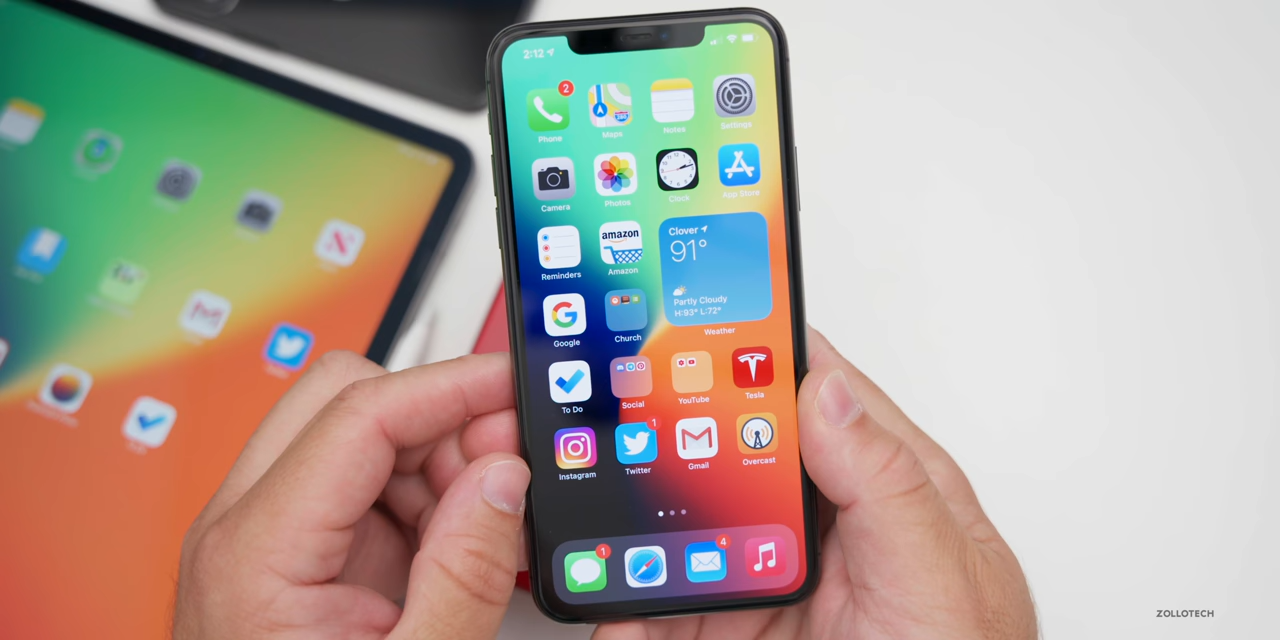 2:12
2
Phone
Maps
280
Notes
Settings
Camera
Photos
Clock
App Store
Reminders
amazon
Amazon
Clover
91°
Partly Cloudy
H:93° L:72°
Weather
Google
Church
To Do
Social
YouTube
Tesla
Instagram
1
Twitter
Gmail
Overcast
1
4
ZOLLOTECH